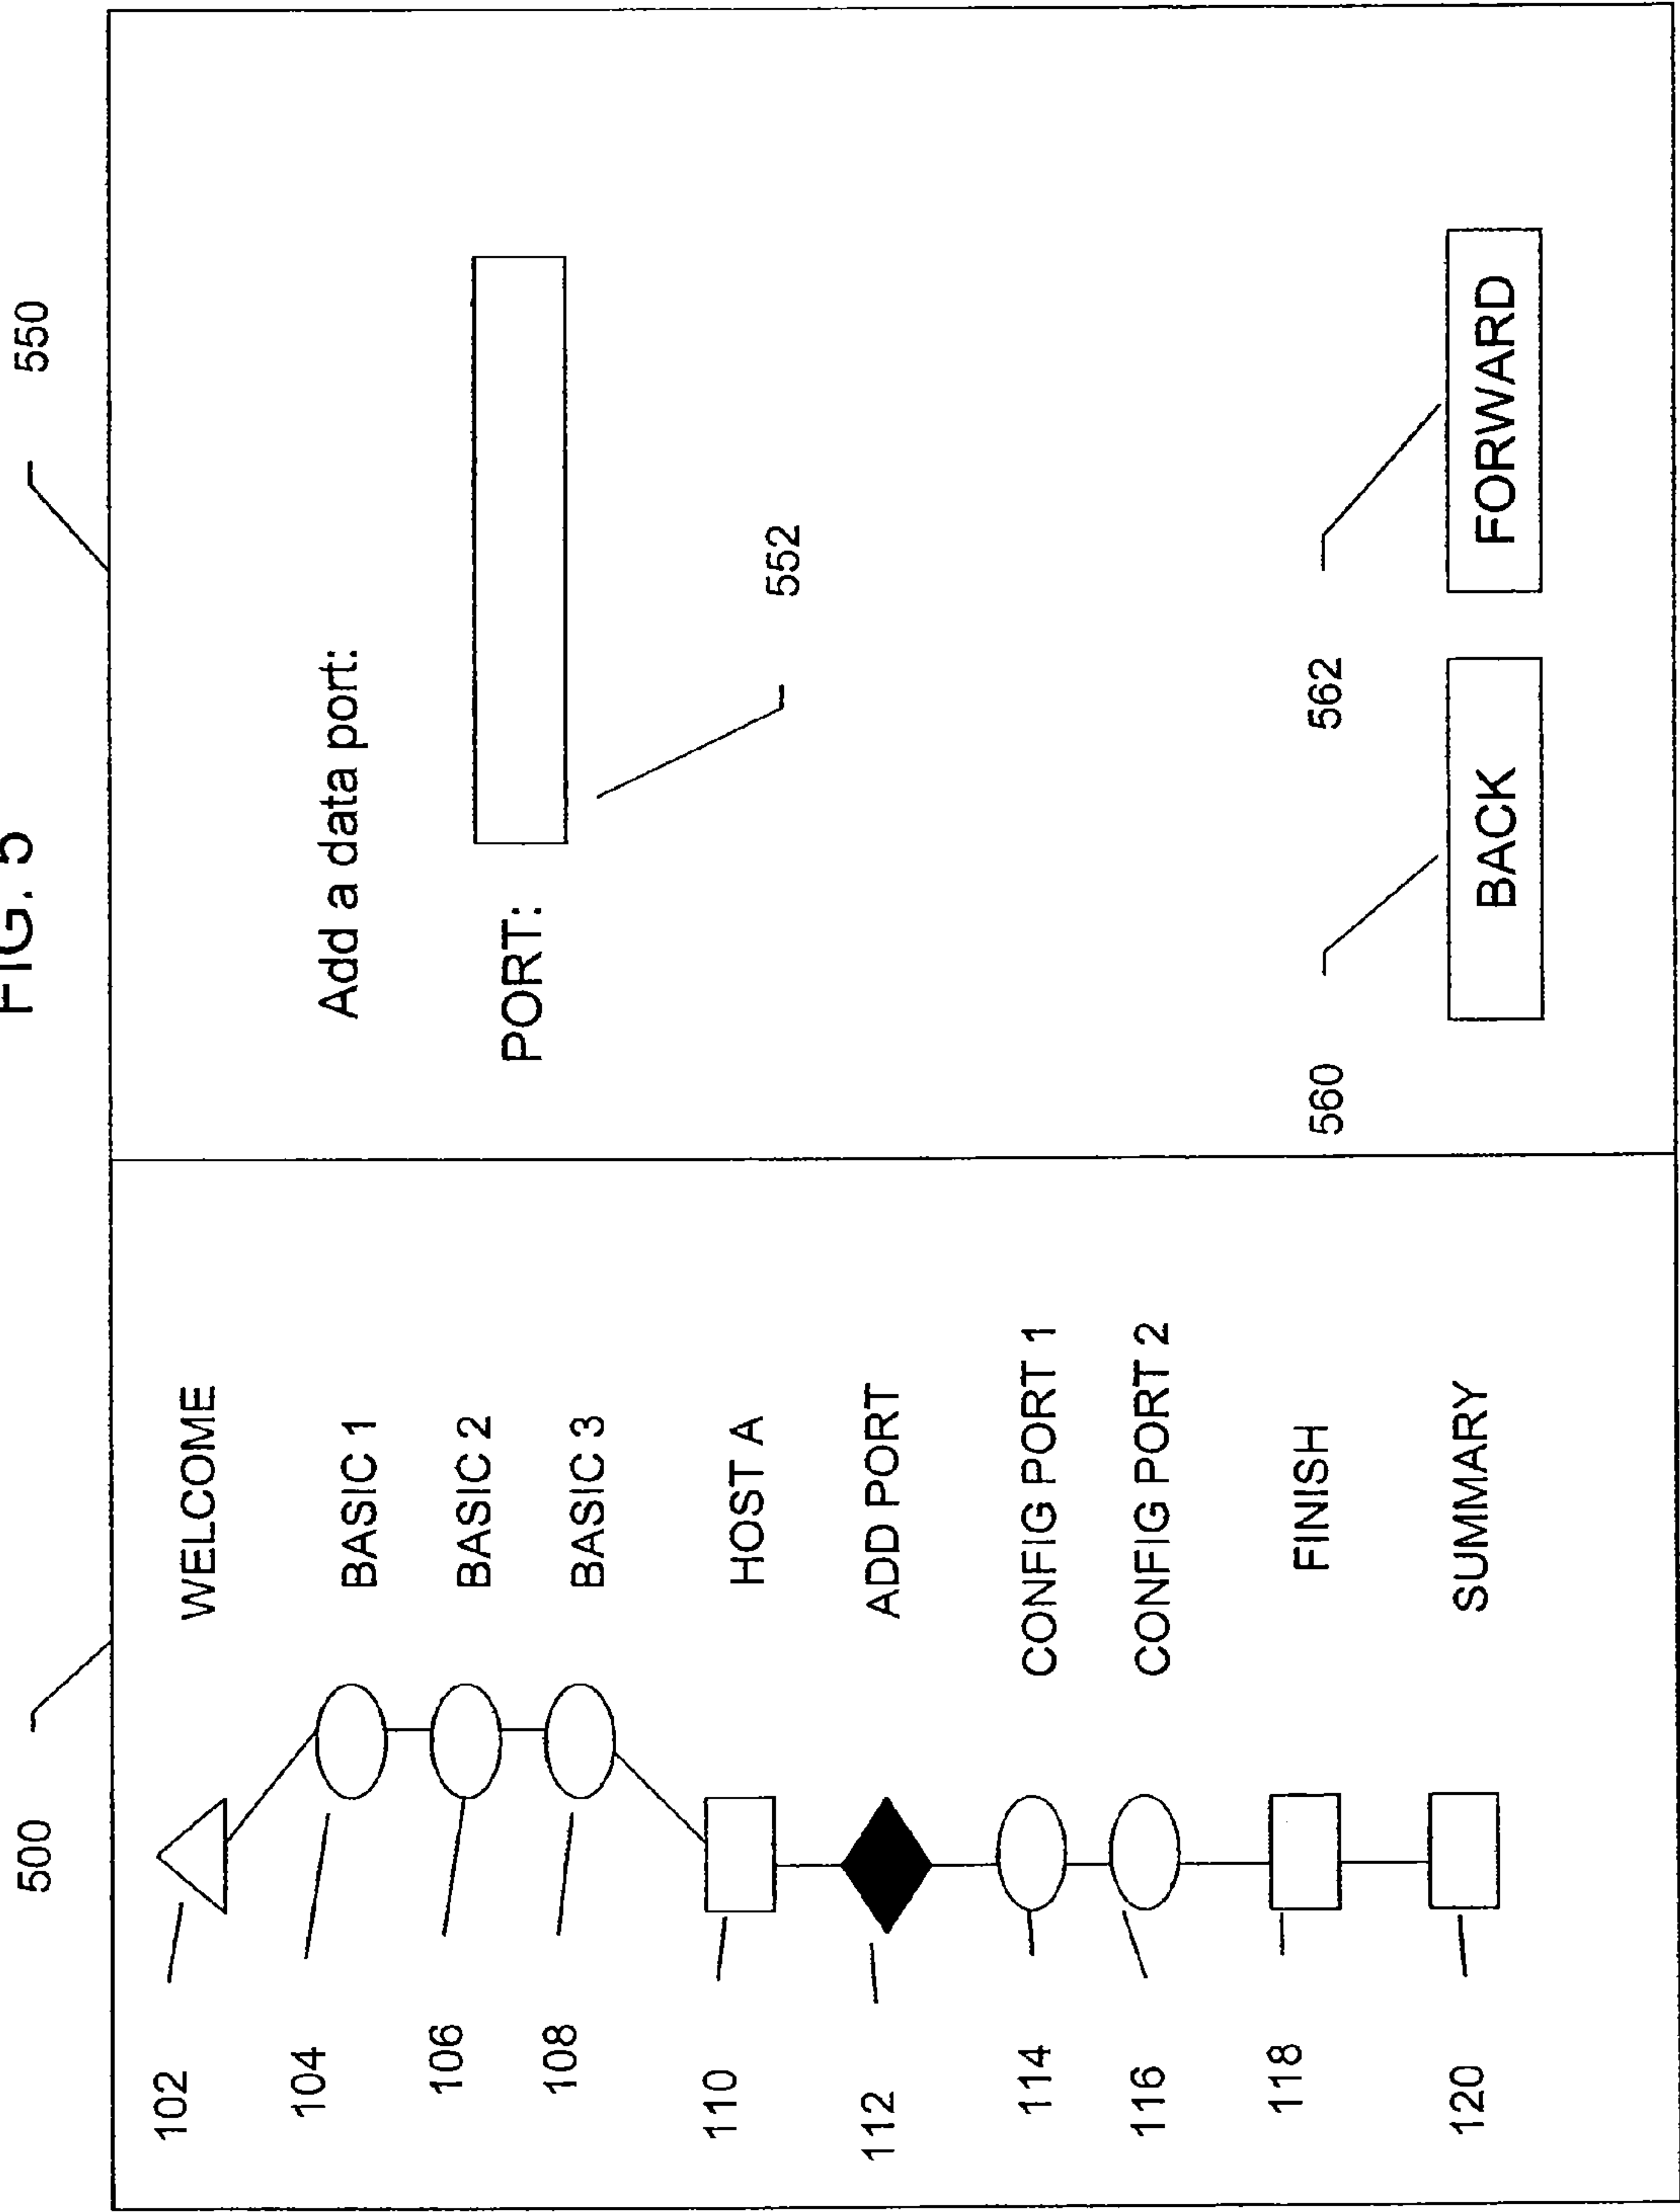 FIG. 5
500
550
102
WELCOME
104
BASIC 1
106
BASIC 2
108
BASIC 3
110
HOST A
112
ADD PORT
114
CONFIG PORT 1
116
CONFIG PORT 2
118
FINISH
120
SUMMARY
Add a data port:
PORT:
552
560
562
BACK
FORWARD